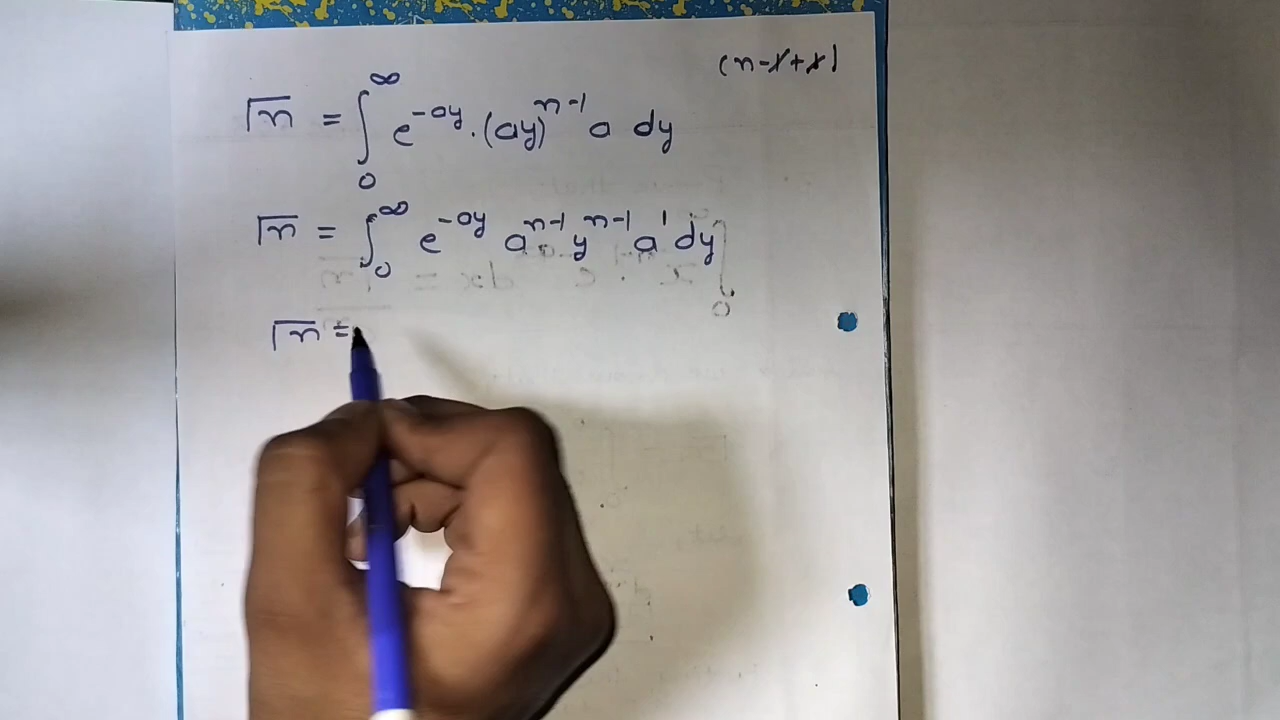 (n-1+1)
Γn = ∫₀^∞ e^{-ay} · (ay)^{n-1} a dy
Γn = ∫₀^∞ e^{-ay} a^{n-1} y^{n-1} a^1 dy
Γn =